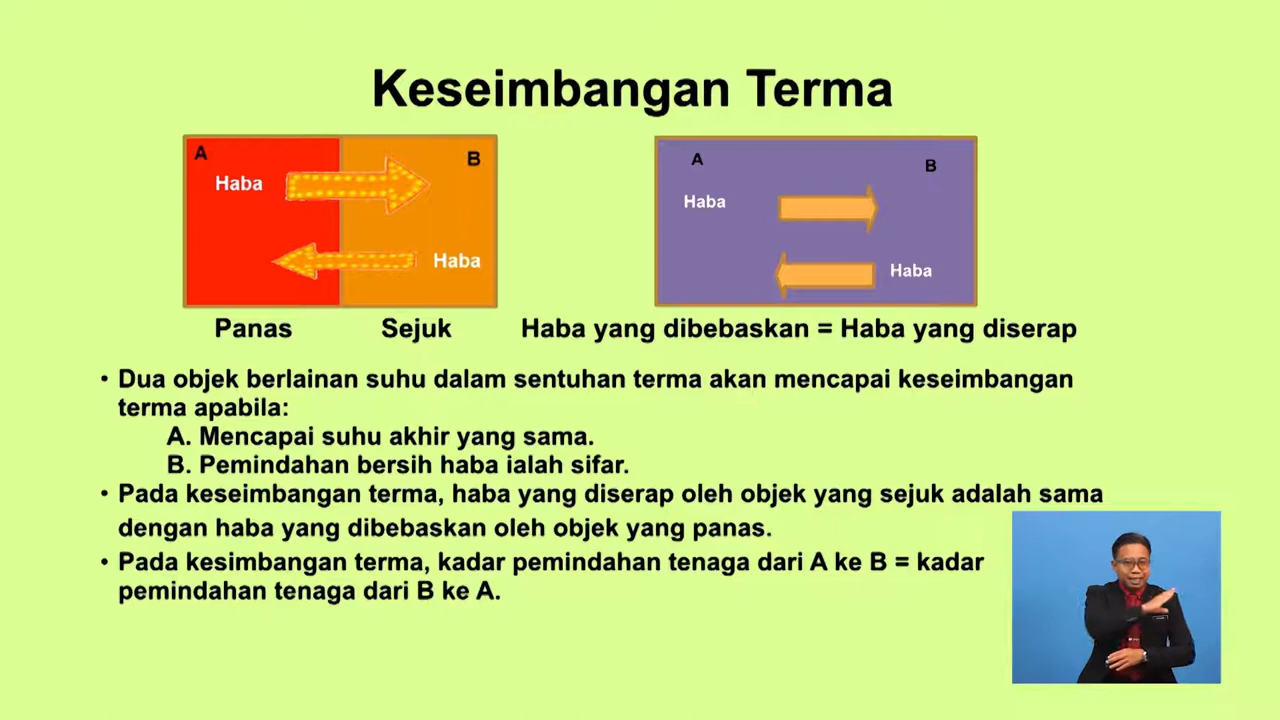 Keseimbangan Terma
A
Haba
B
Haba
A
Haba
B
Haba
Panas
Sejuk
Haba yang dibebaskan = Haba yang diserap
• Dua objek berlainan suhu dalam sentuhan terma akan mencapai keseimbangan
terma apabila:
A. Mencapai suhu akhir yang sama.
B. Pemindahan bersih haba ialah sifar.
• Pada keseimbangan terma, haba yang diserap oleh objek yang sejuk adalah sama
dengan haba yang dibebaskan oleh objek yang panas.
• Pada kesimbangan terma, kadar pemindahan tenaga dari A ke B = kadar
pemindahan tenaga dari B ke A.